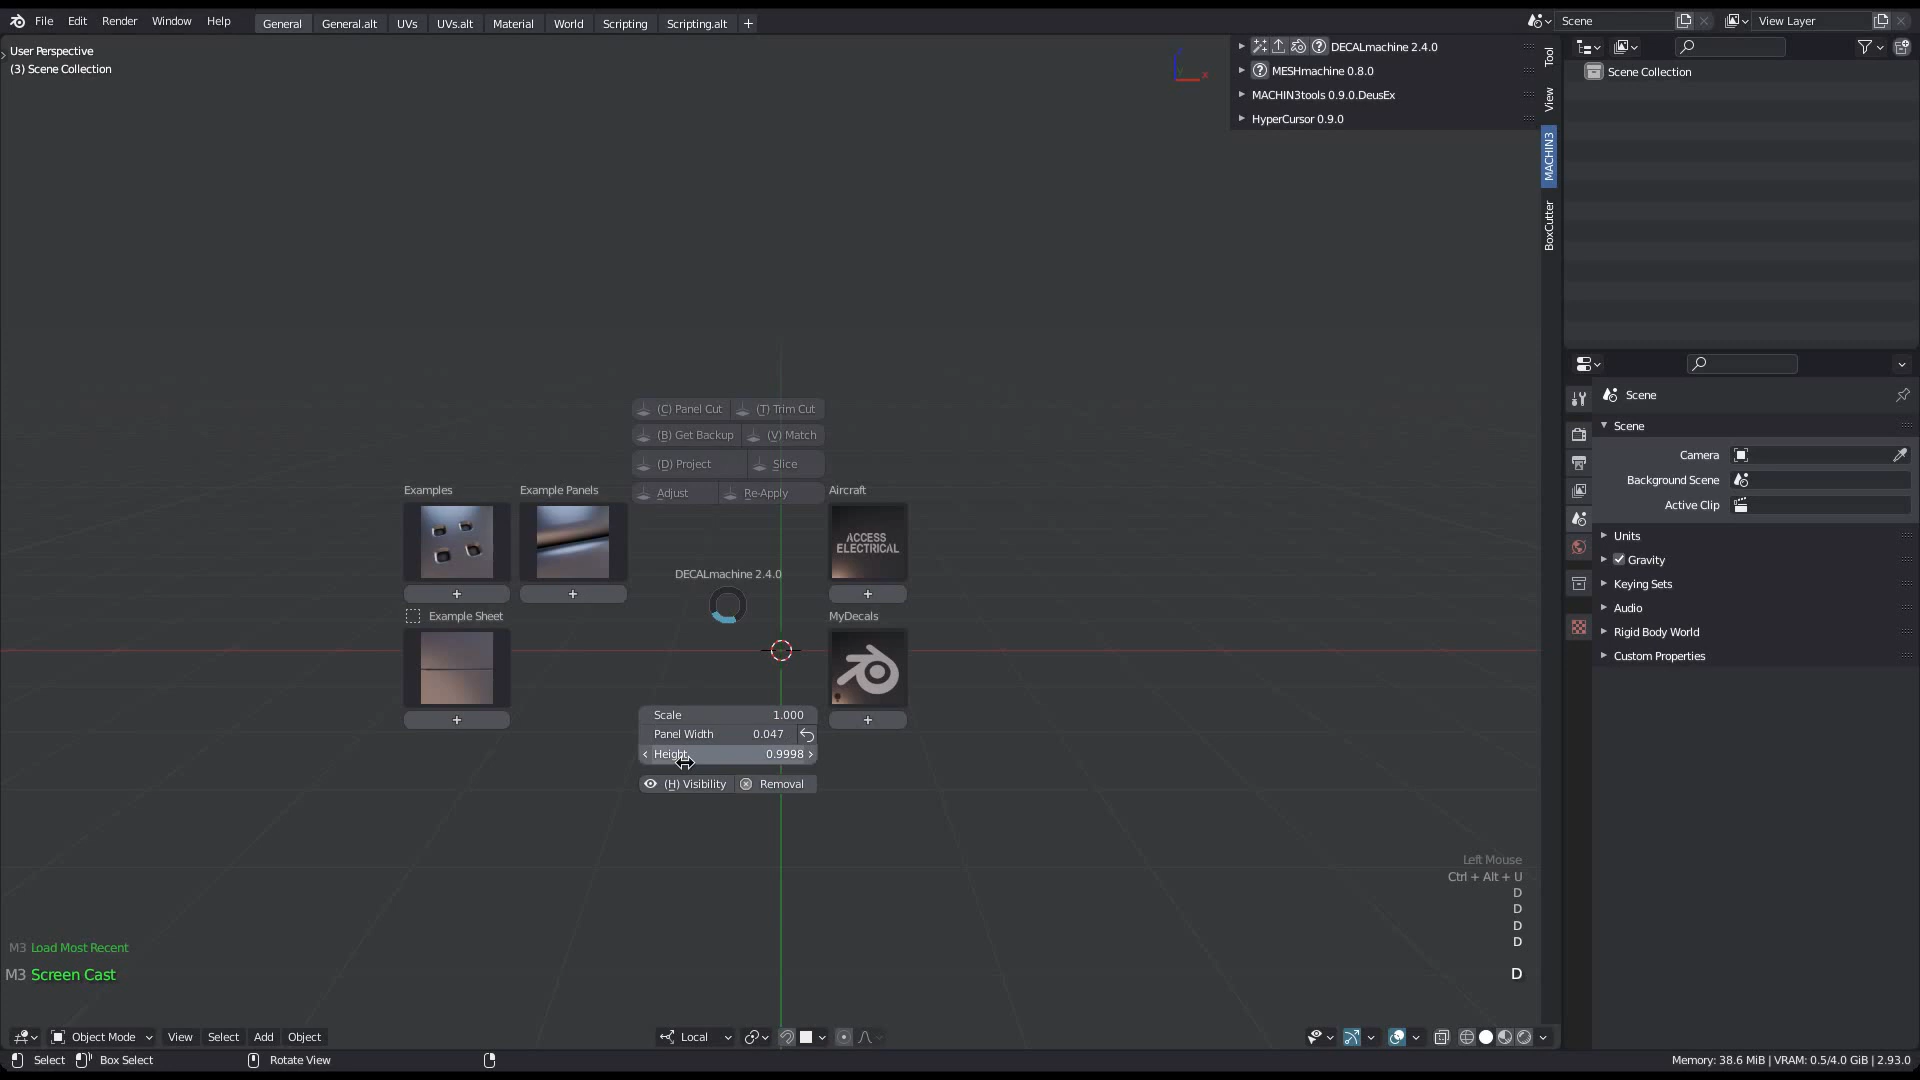 File Edit Render Window Help General General.alt UVs UVs.alt Material World Scripting Scripting.alt + Scene View Layer
User Perspective
(3) Scene Collection
DECALmachine 2.4.0
MESHmachine 0.8.0
MACHIN3tools 0.9.0.DeusEx
HyperCursor 0.9.0
Tool
View
MACHIN3
BoxCutter
Scene Collection
Scene
Scene
Camera
Background Scene
Active Clip
Units
Gravity
Keying Sets
Audio
Rigid Body World
Custom Properties
(C) Panel Cut (T) Trim Cut
(B) Get Backup (V) Match
(D) Project Slice
Adjust Re-Apply
Examples Example Panels Aircraft
ACCESS
ELECTRICAL
DECALmachine 2.4.0
+ + +
Example Sheet MyDecals
+ +
Scale 1.000
Panel Width 0.047
Height 0.9998
(H) Visibility Removal
Left Mouse
Ctrl + Alt + U
D
D
D
D
D
M3 Load Most Recent
M3 Screen Cast
Object Mode View Select Add Object Local
Select Box Select Rotate View Memory: 38.6 MiB | VRAM: 0.5/4.0 GiB | 2.93.0